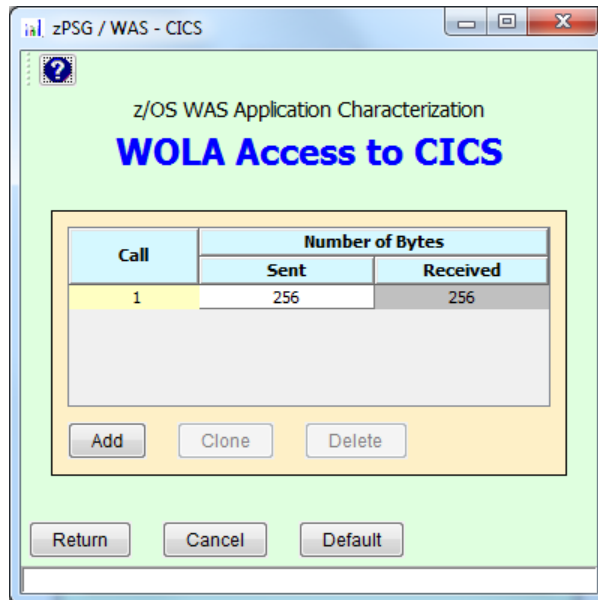 zPSG / WAS - CICS
?
z/OS WAS Application Characterization
WOLA Access to CICS
Call
Number of Bytes
Sent
Received
1
256
256
Add
Clone
Delete
Return
Cancel
Default